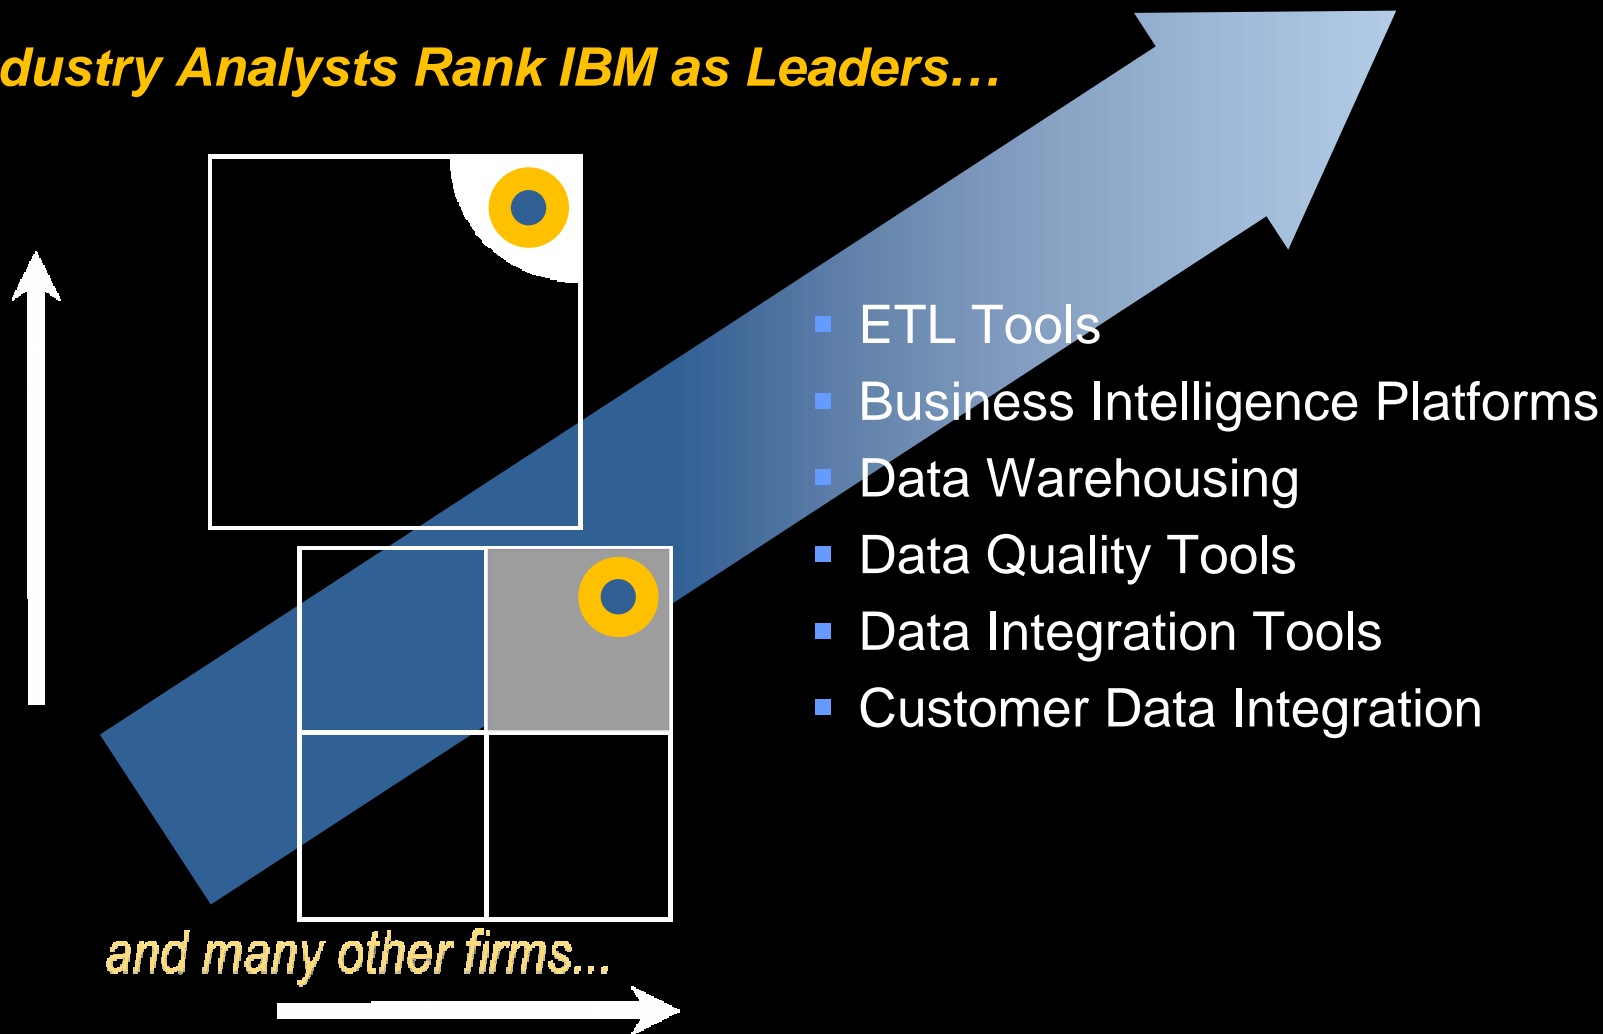 dustry Analysts Rank IBM as Leaders…
ETL Tools
Business Intelligence Platforms
Data Warehousing
Data Quality Tools
Data Integration Tools
Customer Data Integration
and many other firms...